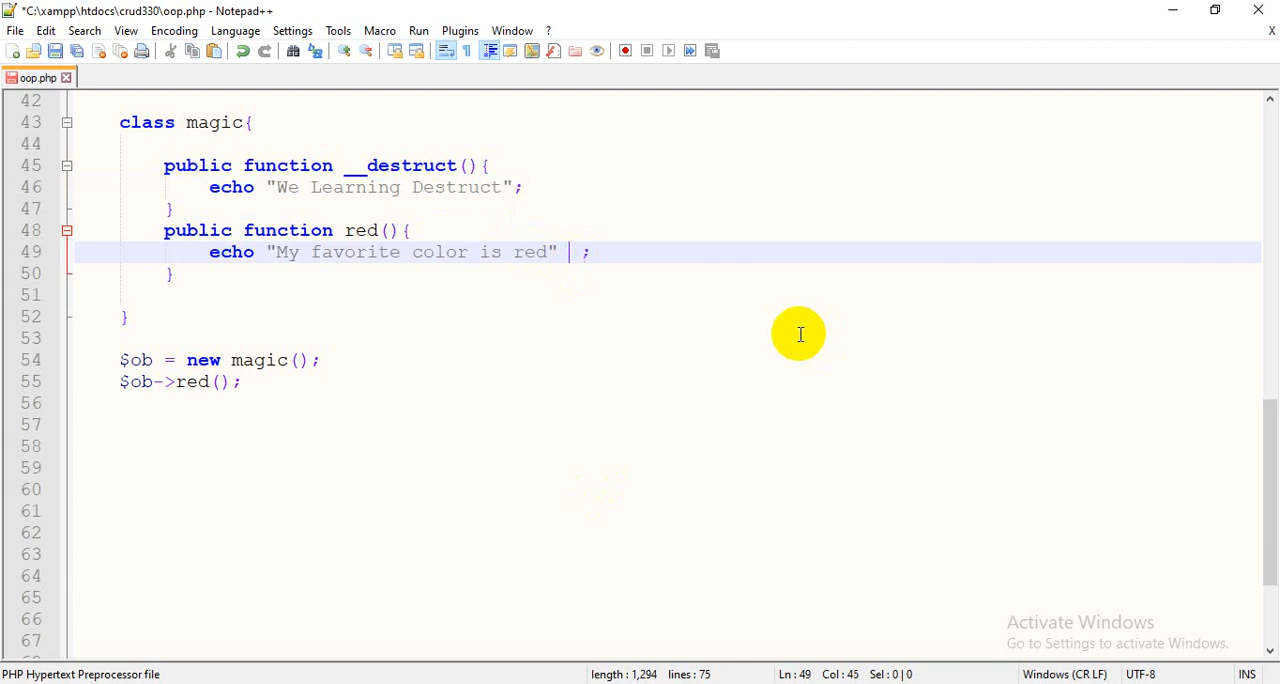 *C:\xampp\htdocs\crud330\oop.php - Notepad++
File Edit Search View Encoding Language Settings Tools Macro Run Plugins Window ? X
oop.php
42
43 class magic{
44
45 public function __destruct(){
46 echo "We Learning Destruct";
47 }
48 public function red(){
49 echo "My favorite color is red"  ;
50 }
51
52 }
53
54 $ob = new magic();
55 $ob->red();
56
57
58
59
60
61
62
63
64
65
66
67
Activate Windows
Go to Settings to activate Windows.
PHP Hypertext Preprocessor file length : 1,294 lines : 75 Ln : 49 Col : 45 Sel : 0 | 0 Windows (CR LF) UTF-8 INS